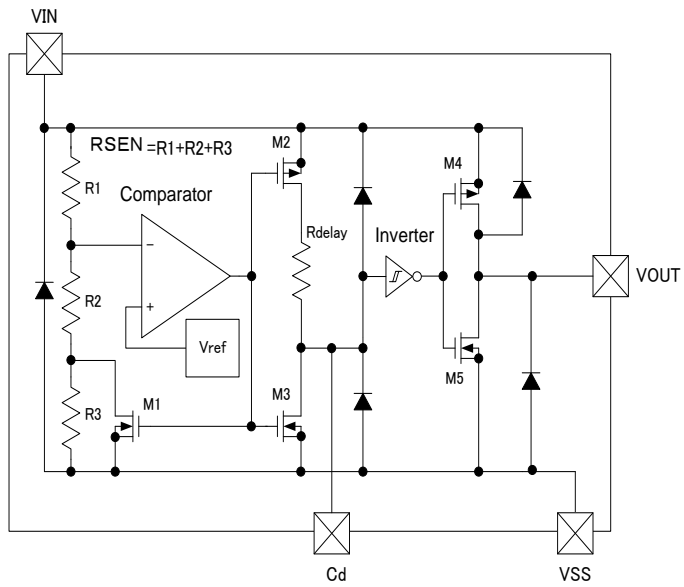 VIN
RSEN =R1+R2+R3
M2
M4
R1
Comparator
Rdelay
Inverter
−
R2
+
Vref
VOUT
M5
R3
M1
M3
Cd
VSS